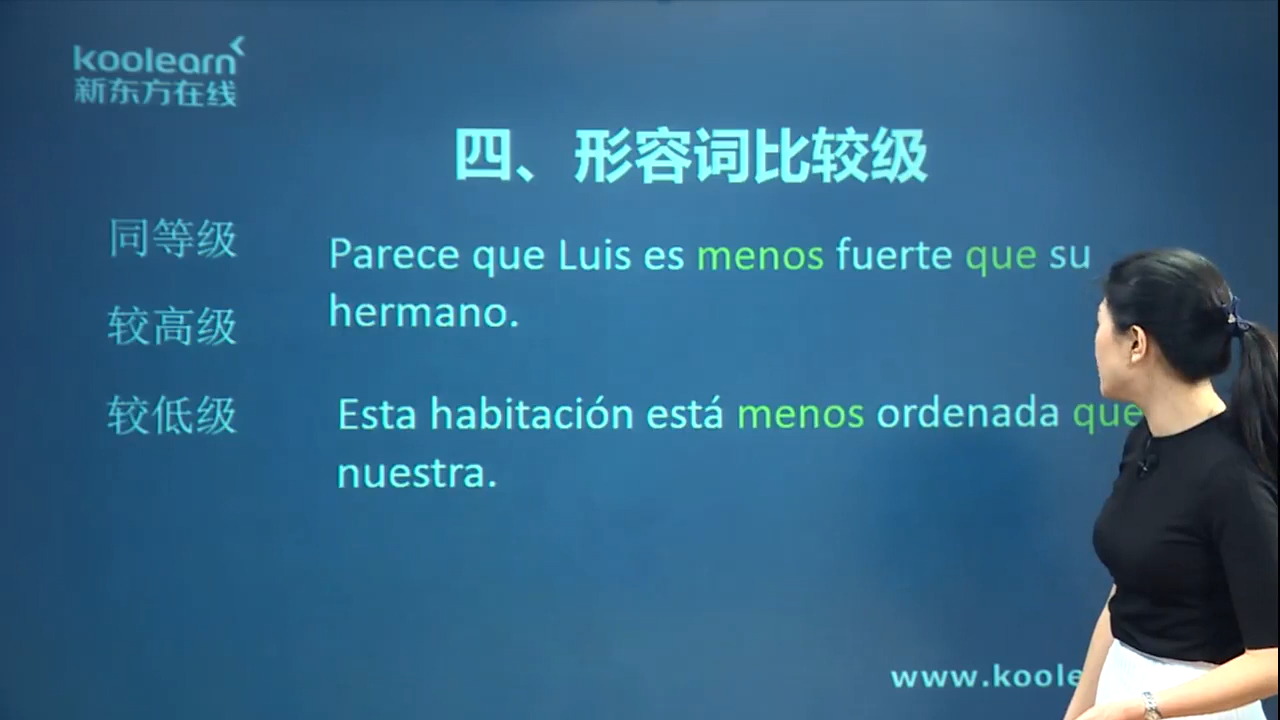 koolearn
新东方在线
四、形容词比较级
同等级
较高级
较低级
Parece que Luis es menos fuerte que su
hermano.
Esta habitación está menos ordenada que
nuestra.
www.koole